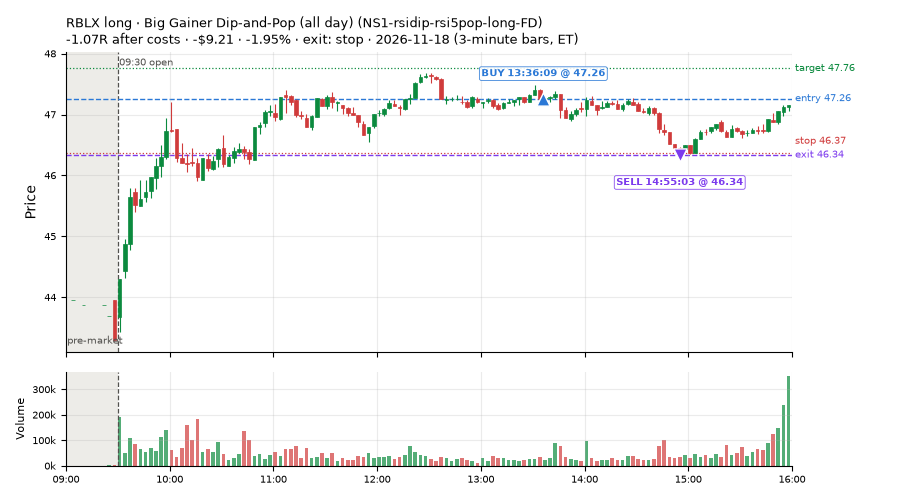 RBLX long · Big Gainer Dip-and-Pop (all day) (NS1-rsidip-rsi5pop-long-FD)
-1.07R after costs · -$9.21 · -1.95% · exit: stop · 2026-11-18 (3-minute bars, ET)
48
09:30 open
target 47.76
BUY 13:36:09 @ 47.26
entry 47.26
47
stop 46.37
exit 46.34
46
SELL 14:55:03 @ 46.34
Price
45
44
pre-market
300k
200k
Volume
100k
0k
09:00 10:00 11:00 12:00 13:00 14:00 15:00 16:00